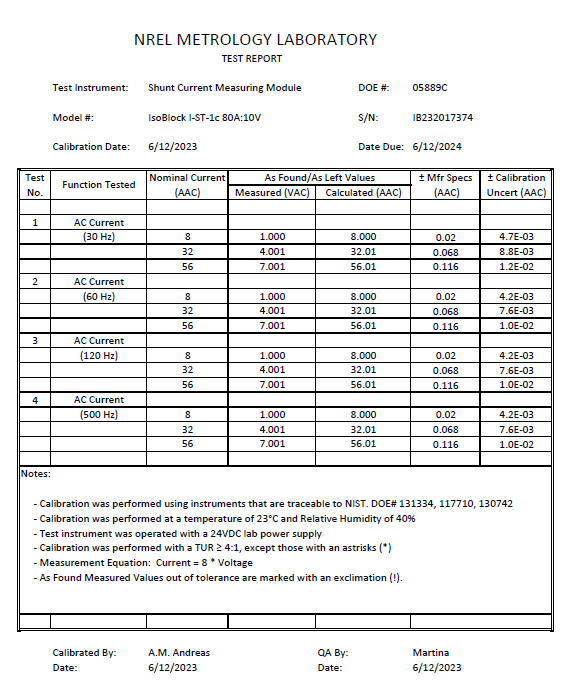 NREL METROLOGY LABORATORY
TEST REPORT
Test Instrument: Shunt Current Measuring Module DOE #: 05889C
Model #: IsoBlock I-ST-1c 80A:10V S/N: IB232017374
Calibration Date: 6/12/2023 Date Due: 6/12/2024
Test Function Tested Nominal Current As Found/As Left Values ± Mfr Specs ± Calibration
No. (AAC) Measured (VAC) Calculated (AAC) (AAC) Uncert (AAC)
1 AC Current
(30 Hz) 8 1.000 8.000 0.02 4.7E-03
32 4.001 32.01 0.068 8.8E-03
56 7.001 56.01 0.116 1.2E-02
2 AC Current
(60 Hz) 8 1.000 8.000 0.02 4.2E-03
32 4.001 32.01 0.068 7.6E-03
56 7.001 56.01 0.116 1.0E-02
3 AC Current
(120 Hz) 8 1.000 8.000 0.02 4.2E-03
32 4.001 32.01 0.068 7.6E-03
56 7.001 56.01 0.116 1.0E-02
4 AC Current
(500 Hz) 8 1.000 8.000 0.02 4.2E-03
32 4.001 32.01 0.068 7.6E-03
56 7.001 56.01 0.116 1.0E-02
Notes:
- Calibration was performed using instruments that are traceable to NIST. DOE# 131334, 117710, 130742
- Calibration was performed at a temperature of 23°C and Relative Humidity of 40%
- Test instrument was operated with a 24VDC lab power supply
- Calibration was performed with a TUR ≥ 4:1, except those with an astrisks (*)
- Measurement Equation: Current = 8 * Voltage
- As Found Measured Values out of tolerance are marked with an exclimation (!).
Calibrated By: A.M. Andreas QA By: Martina
Date: 6/12/2023 Date: 6/12/2023